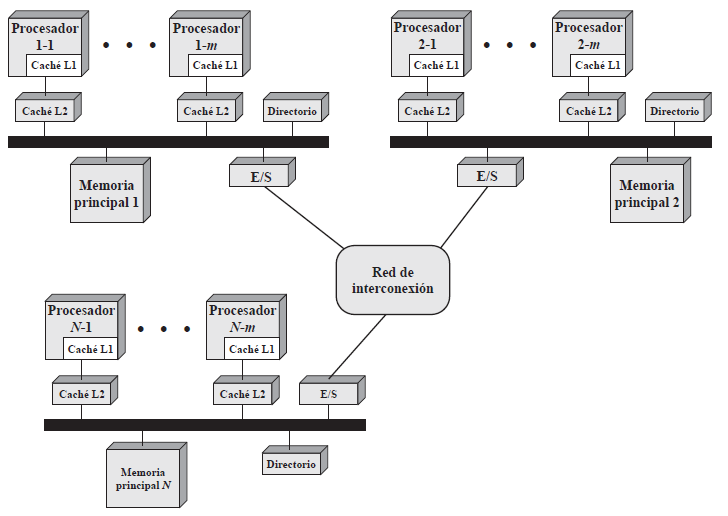 Procesador
1-1
Caché L1
• • •
Procesador
1-m
Caché L1
Caché L2
Caché L2
Directorio
Memoria
principal 1
E/S
Procesador
2-1
Caché L1
• • •
Procesador
2-m
Caché L1
Caché L2
Caché L2
Directorio
E/S
Memoria
principal 2
Red de
interconexión
Procesador
N-1
Caché L1
• • •
Procesador
N-m
Caché L1
Caché L2
Caché L2
E/S
Memoria
principal N
Directorio